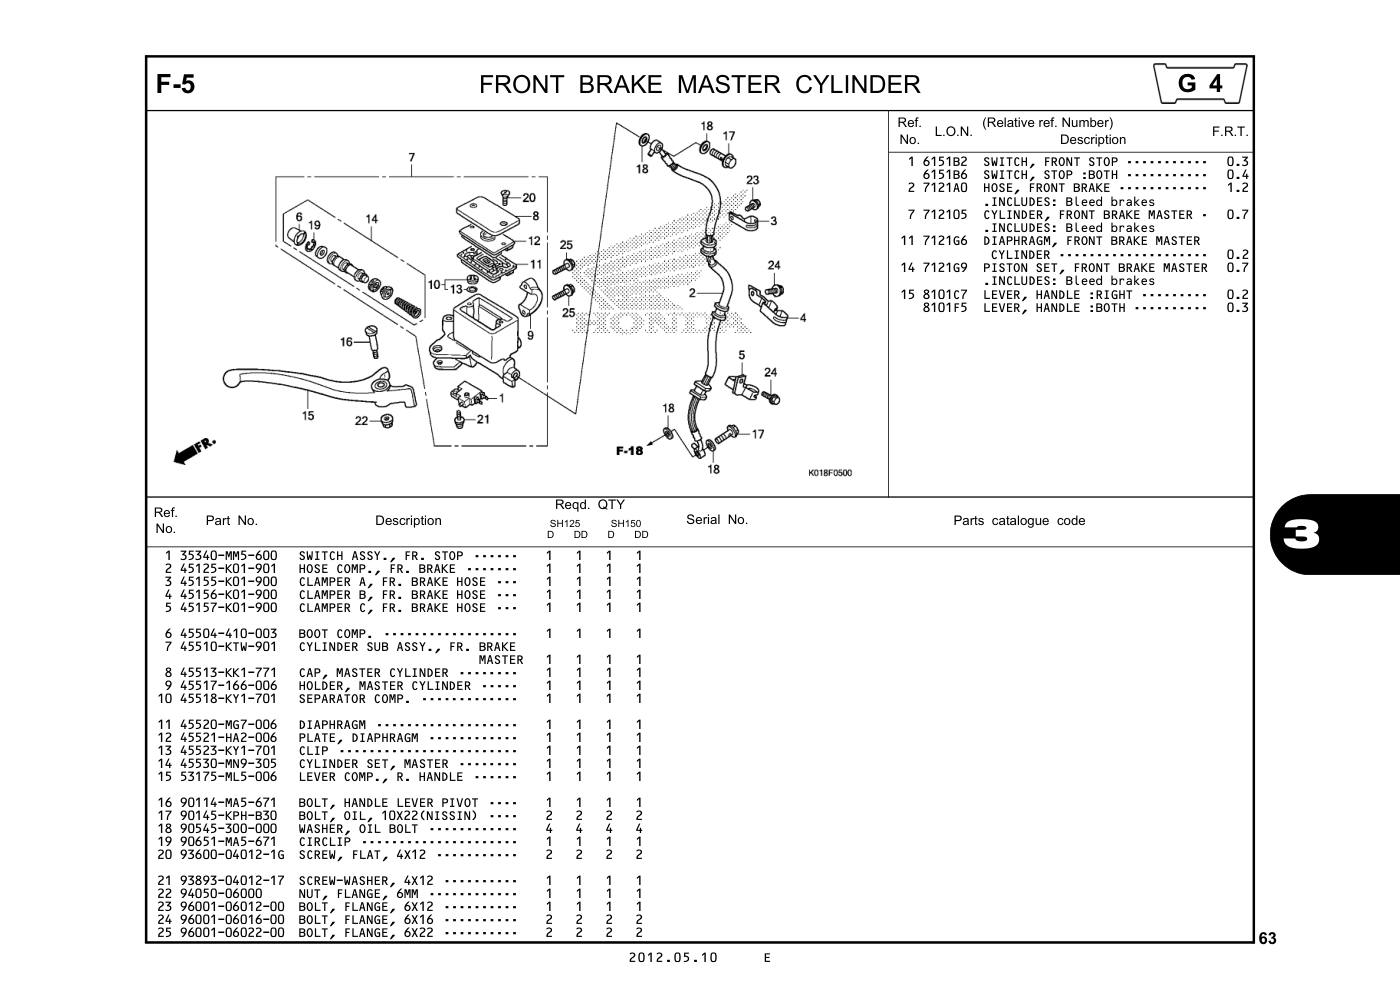 F-5
FRONT BRAKE MASTER CYLINDER
G 4
7
6
19
14
20
8
12
11
10
13
25
25
9
16
15
22
1
21
FR.
18
18
17
23
3
24
2
4
5
24
18
17
18
F-18
HONDA
K018F0500
Ref. No. L.O.N. (Relative ref. Number) Description F.R.T.
1 6151B2 SWITCH, FRONT STOP ----------- 0.3
6151B6 SWITCH, STOP :BOTH ----------- 0.4
2 7121A0 HOSE, FRONT BRAKE ------------ 1.2
.INCLUDES: Bleed brakes
7 712105 CYLINDER, FRONT BRAKE MASTER - 0.7
.INCLUDES: Bleed brakes
11 7121G6 DIAPHRAGM, FRONT BRAKE MASTER
CYLINDER -------------------- 0.2
14 7121G9 PISTON SET, FRONT BRAKE MASTER 0.7
.INCLUDES: Bleed brakes
15 8101C7 LEVER, HANDLE :RIGHT --------- 0.2
8101F5 LEVER, HANDLE :BOTH ---------- 0.3
Ref. No. Part No. Description Reqd. QTY Serial No. Parts catalogue code
SH125 SH150
D DD D DD
1 35340-MM5-600 SWITCH ASSY., FR. STOP ------ 1 1 1 1
2 45125-K01-901 HOSE COMP., FR. BRAKE ------- 1 1 1 1
3 45155-K01-900 CLAMPER A, FR. BRAKE HOSE --- 1 1 1 1
4 45156-K01-900 CLAMPER B, FR. BRAKE HOSE --- 1 1 1 1
5 45157-K01-900 CLAMPER C, FR. BRAKE HOSE --- 1 1 1 1
6 45504-410-003 BOOT COMP. ------------------ 1 1 1 1
7 45510-KTW-901 CYLINDER SUB ASSY., FR. BRAKE
MASTER 1 1 1 1
8 45513-KK1-771 CAP, MASTER CYLINDER -------- 1 1 1 1
9 45517-166-006 HOLDER, MASTER CYLINDER ----- 1 1 1 1
10 45518-KY1-701 SEPARATOR COMP. ------------- 1 1 1 1
11 45520-MG7-006 DIAPHRAGM ------------------- 1 1 1 1
12 45521-HA2-006 PLATE, DIAPHRAGM ------------ 1 1 1 1
13 45523-KY1-701 CLIP ------------------------ 1 1 1 1
14 45530-MN9-305 CYLINDER SET, MASTER -------- 1 1 1 1
15 53175-ML5-006 LEVER COMP., R. HANDLE ------ 1 1 1 1
16 90114-MA5-671 BOLT, HANDLE LEVER PIVOT ---- 1 1 1 1
17 90145-KPH-B30 BOLT, OIL, 10X22(NISSIN) ---- 2 2 2 2
18 90545-300-000 WASHER, OIL BOLT ------------ 4 4 4 4
19 90651-MA5-671 CIRCLIP --------------------- 1 1 1 1
20 93600-04012-1G SCREW, FLAT, 4X12 ----------- 2 2 2 2
21 93893-04012-17 SCREW-WASHER, 4X12 ---------- 1 1 1 1
22 94050-06000 NUT, FLANGE, 6MM ------------ 1 1 1 1
23 96001-06012-00 BOLT, FLANGE, 6X12 ---------- 1 1 1 1
24 96001-06016-00 BOLT, FLANGE, 6X16 ---------- 2 2 2 2
25 96001-06022-00 BOLT, FLANGE, 6X22 ---------- 2 2 2 2
3
63
2012.05.10 E